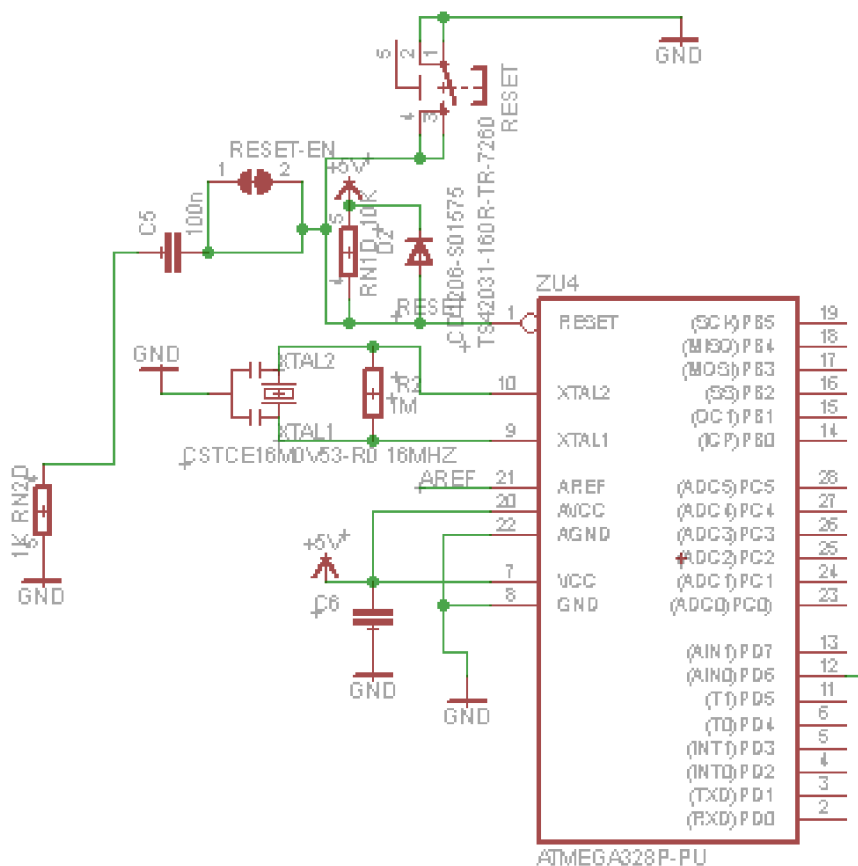 GND
5
2
1
4
3
RESET
TS42031-160R-TR-7260
RESET-EN
1
2
+5V
C5
100n
5
4
RN1D 10K
D2
CD1206-S01575
RESET
ZU4
1
RESET
(SCK)PB5
19
(MISO)PB4
18
(MOSI)PB3
17
(SS)PB2
16
(OC1)PB1
15
(ICP)PB0
14
GND
XTAL2
10
XTAL2
R2
1M
XTAL1
9
XTAL1
CSTCE16M0V53-R0 16MHZ
AREF
21
AREF
(ADC5)PC5
28
20
AVCC
(ADC4)PC4
27
22
AGND
(ADC3)PC3
26
(ADC2)PC2
25
+5V
7
VCC
(ADC1)PC1
24
8
GND
(ADC0)PC0)
23
1K RN2D
4
5
GND
C6
GND
GND
(AIN1)PD7
13
(AIN0)PD6
12
(T1)PD5
11
(T0)PD4
6
(INT1)PD3
5
(INT0)PD2
4
(TXD)PD1
3
(RXD)PD0
2
ATMEGA328P-PU